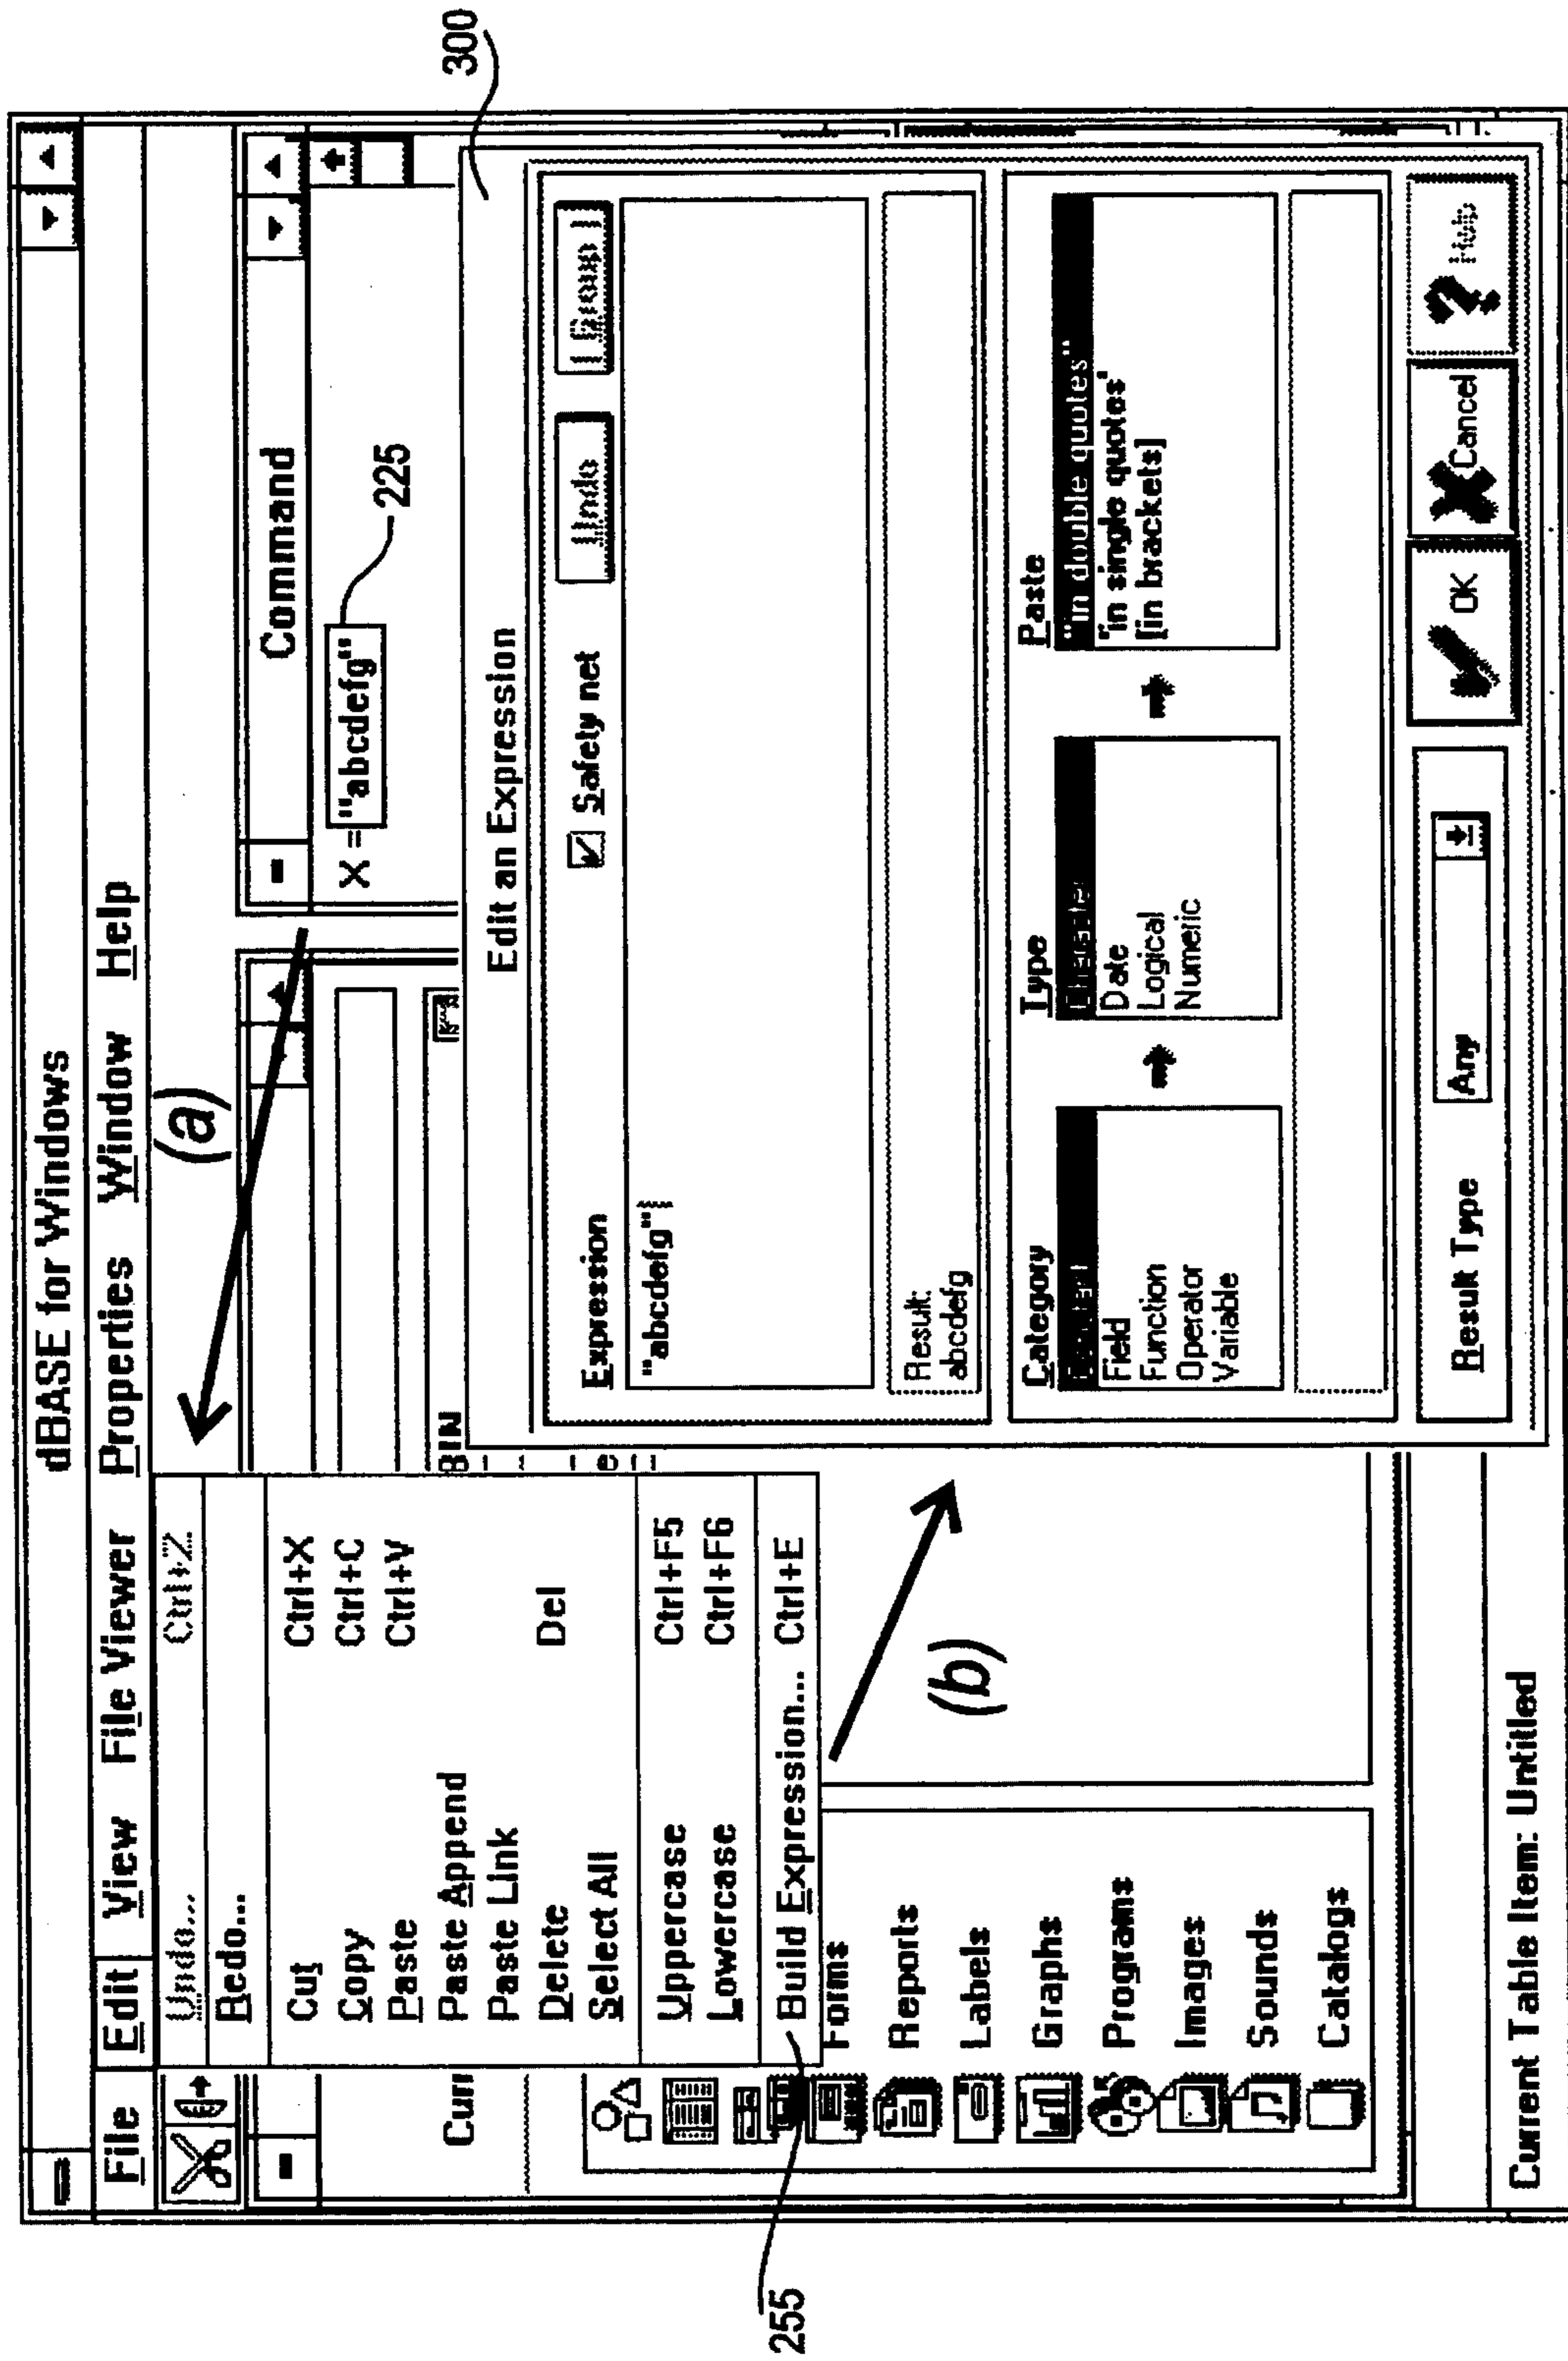 dBASE for Windows
File Edit View File Viewer Properties Window Help
(a)
Undo... Ctrl+Z
Redo...
Cut Ctrl+X
Copy Ctrl+C
Paste Ctrl+V
Paste Append
Paste Link
Delete Del
Select All
Uppercase Ctrl+F5
Lowercase Ctrl+F6
Build Expression... Ctrl+E
255
(b)
Curr
BIN
Forms
Reports
Labels
Graphs
Programs
Images
Sounds
Catalogs
Command
X = "abcdefg"
225
300
Edit an Expression
Expression
Safety net
Undo
"abcdefg"
Result:
abcdefg
Category
Field
Function
Operator
Variable
Type
Date
Logical
Numeric
Paste
"in double quotes"
'in single quotes'
[in brackets]
Result Type Any
OK
Cancel
Help
Current Table Item: Untitled